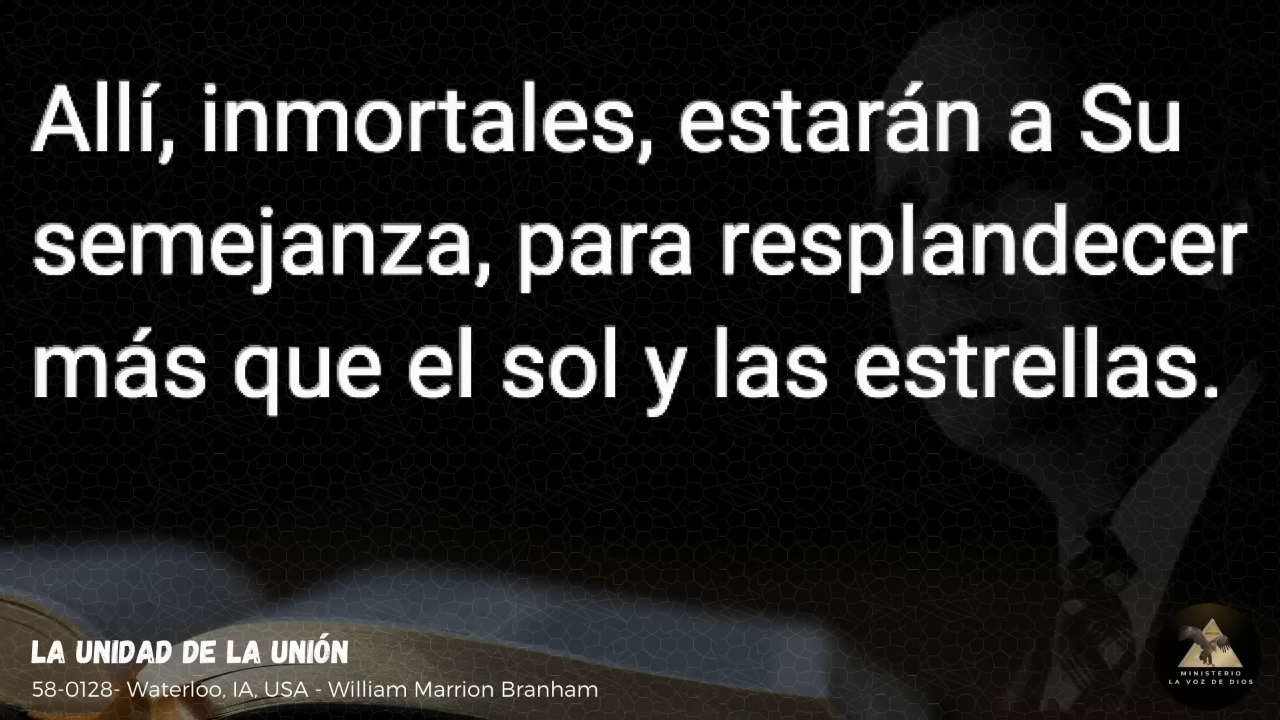 Allí, inmortales, estarán a Su
semejanza, para resplandecer
más que el sol y las estrellas.
LA UNIDAD DE LA UNIÓN
58-0128- Waterloo, IA, USA - William Marrion Branham
MINISTERIO
LA VOZ DE DIOS